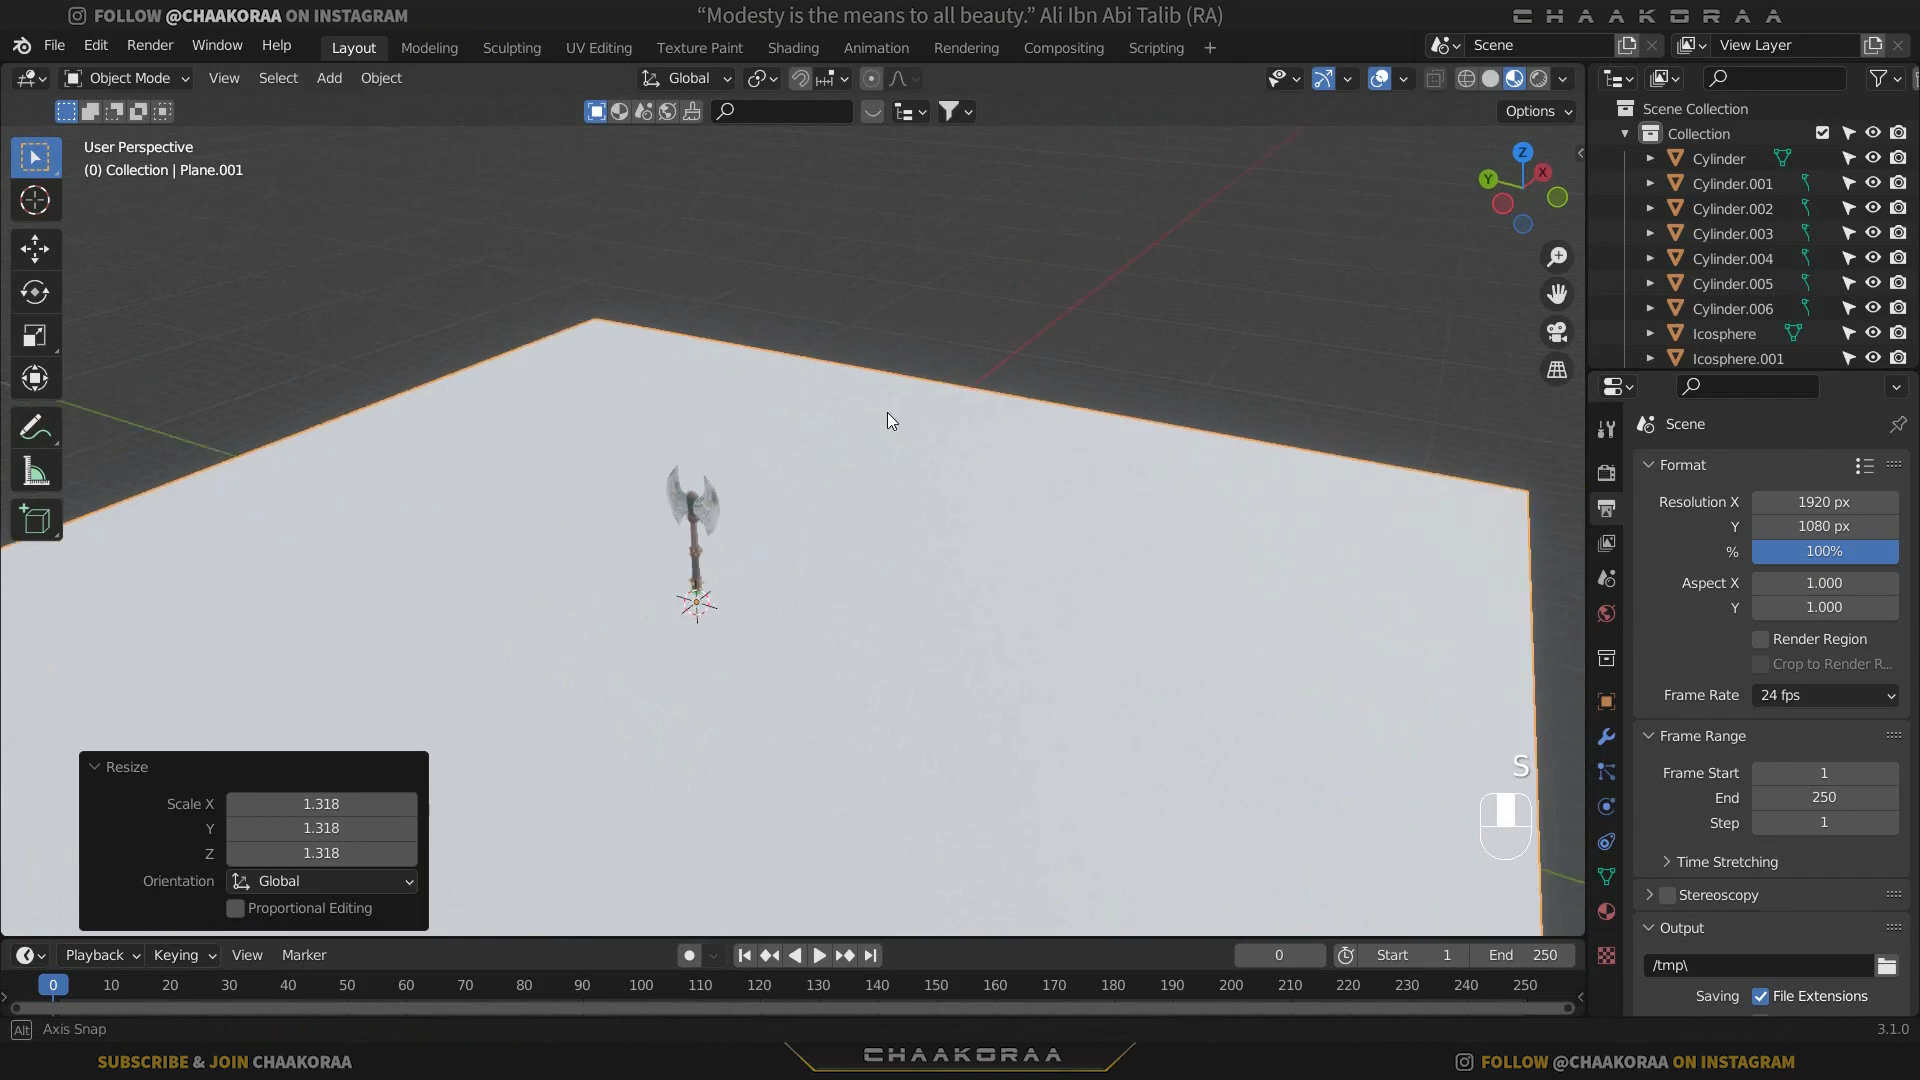 FOLLOW @CHAAKORAA ON INSTAGRAM
“Modesty is the means to all beauty.” Ali Ibn Abi Talib (RA)
CHAAKORAA
File Edit Render Window Help
Layout Modeling Sculpting UV Editing Texture Paint Shading Animation Rendering Compositing Scripting +
Scene
View Layer
Object Mode View Select Add Object
Global
Options
User Perspective
(0) Collection | Plane.001
Z
Y
X
Scene Collection
Collection
Cylinder
Cylinder.001
Cylinder.002
Cylinder.003
Cylinder.004
Cylinder.005
Cylinder.006
Icosphere
Icosphere.001
Scene
Format
Resolution X 1920 px
Y 1080 px
% 100%
Aspect X 1.000
Y 1.000
Render Region
Crop to Render R...
Frame Rate 24 fps
Frame Range
Frame Start 1
End 250
Step 1
Time Stretching
Stereoscopy
Output
/tmp\
Saving File Extensions
S
Resize
Scale X 1.318
Y 1.318
Z 1.318
Orientation Global
Proportional Editing
Playback Keying View Marker
0 Start 1 End 250
0 10 20 30 40 50 60 70 80 90 100 110 120 130 140 150 160 170 180 190 200 210 220 230 240 250
Alt Axis Snap
3.1.0
SUBSCRIBE & JOIN CHAAKORAA
CHAAKORAA
FOLLOW @CHAAKORAA ON INSTAGRAM